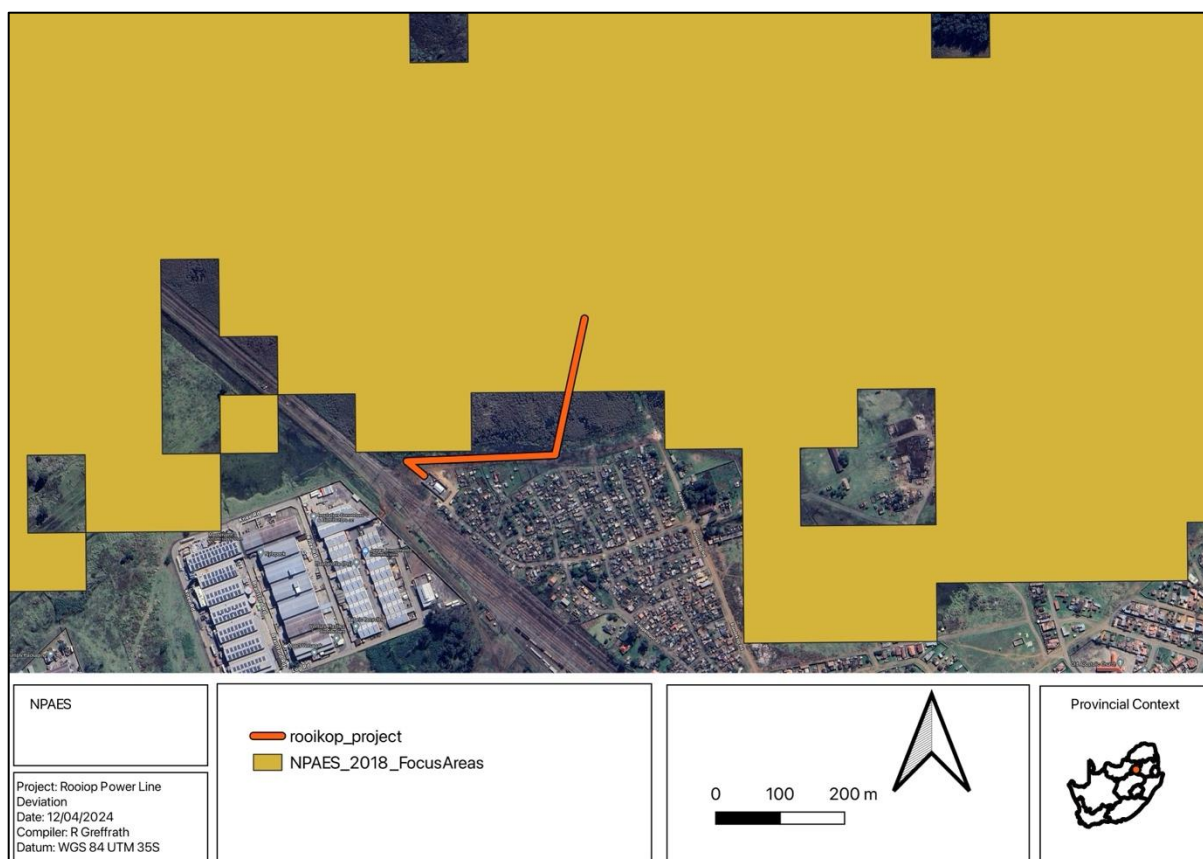 NPAES
Project: Rooiop Power Line
Deviation
Date: 12/04/2024
Compiler: R Greffrath
Datum: WGS 84 UTM 35S
rooikop_project
NPAES_2018_FocusAreas
0 100 200 m
Provincial Context